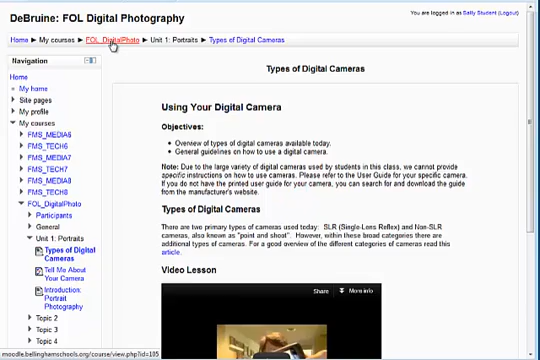 DeBruine: FOL Digital Photography
You are logged in as Sally Student (Logout)
Home ► My courses ► FOL_DigitalPhoto ► Unit 1: Portraits ► Types of Digital Cameras
Navigation
Home
My home
Site pages
My profile
My courses
FMS_MEDIA6
FMS_TECH6
FMS_MEDIA7
FMS_TECH7
FMS_MEDIA8
FMS_TECH8
FOL_DigitalPhoto
Participants
General
Unit 1: Portraits
Types of Digital
Cameras
Tell Me About
Your Camera
Introduction:
Portrait
Photography
Topic 2
Topic 3
Topic 4
Types of Digital Cameras
Using Your Digital Camera
Objectives:
• Overview of types of digital cameras available today.
• General guidelines on how to use a digital camera.
Note: Due to the large variety of digital cameras used by students in this class, we cannot provide
specific instructions on how to use cameras. Please refer to the User Guide for your specific camera.
If you do not have the printed user guide for your camera, you can search for and download the guide
from the manufacturer's website.
Types of Digital Cameras
There are two primary types of cameras used today: SLR (Single-Lens Reflex) and Non-SLR
cameras, also known as "point and shoot". However, within these broad categories there are
additional types of cameras. For a good overview of the different categories of cameras read this
article.
Video Lesson
Share
More info
moodle.bellinghamschools.org/course/view.php?id=105